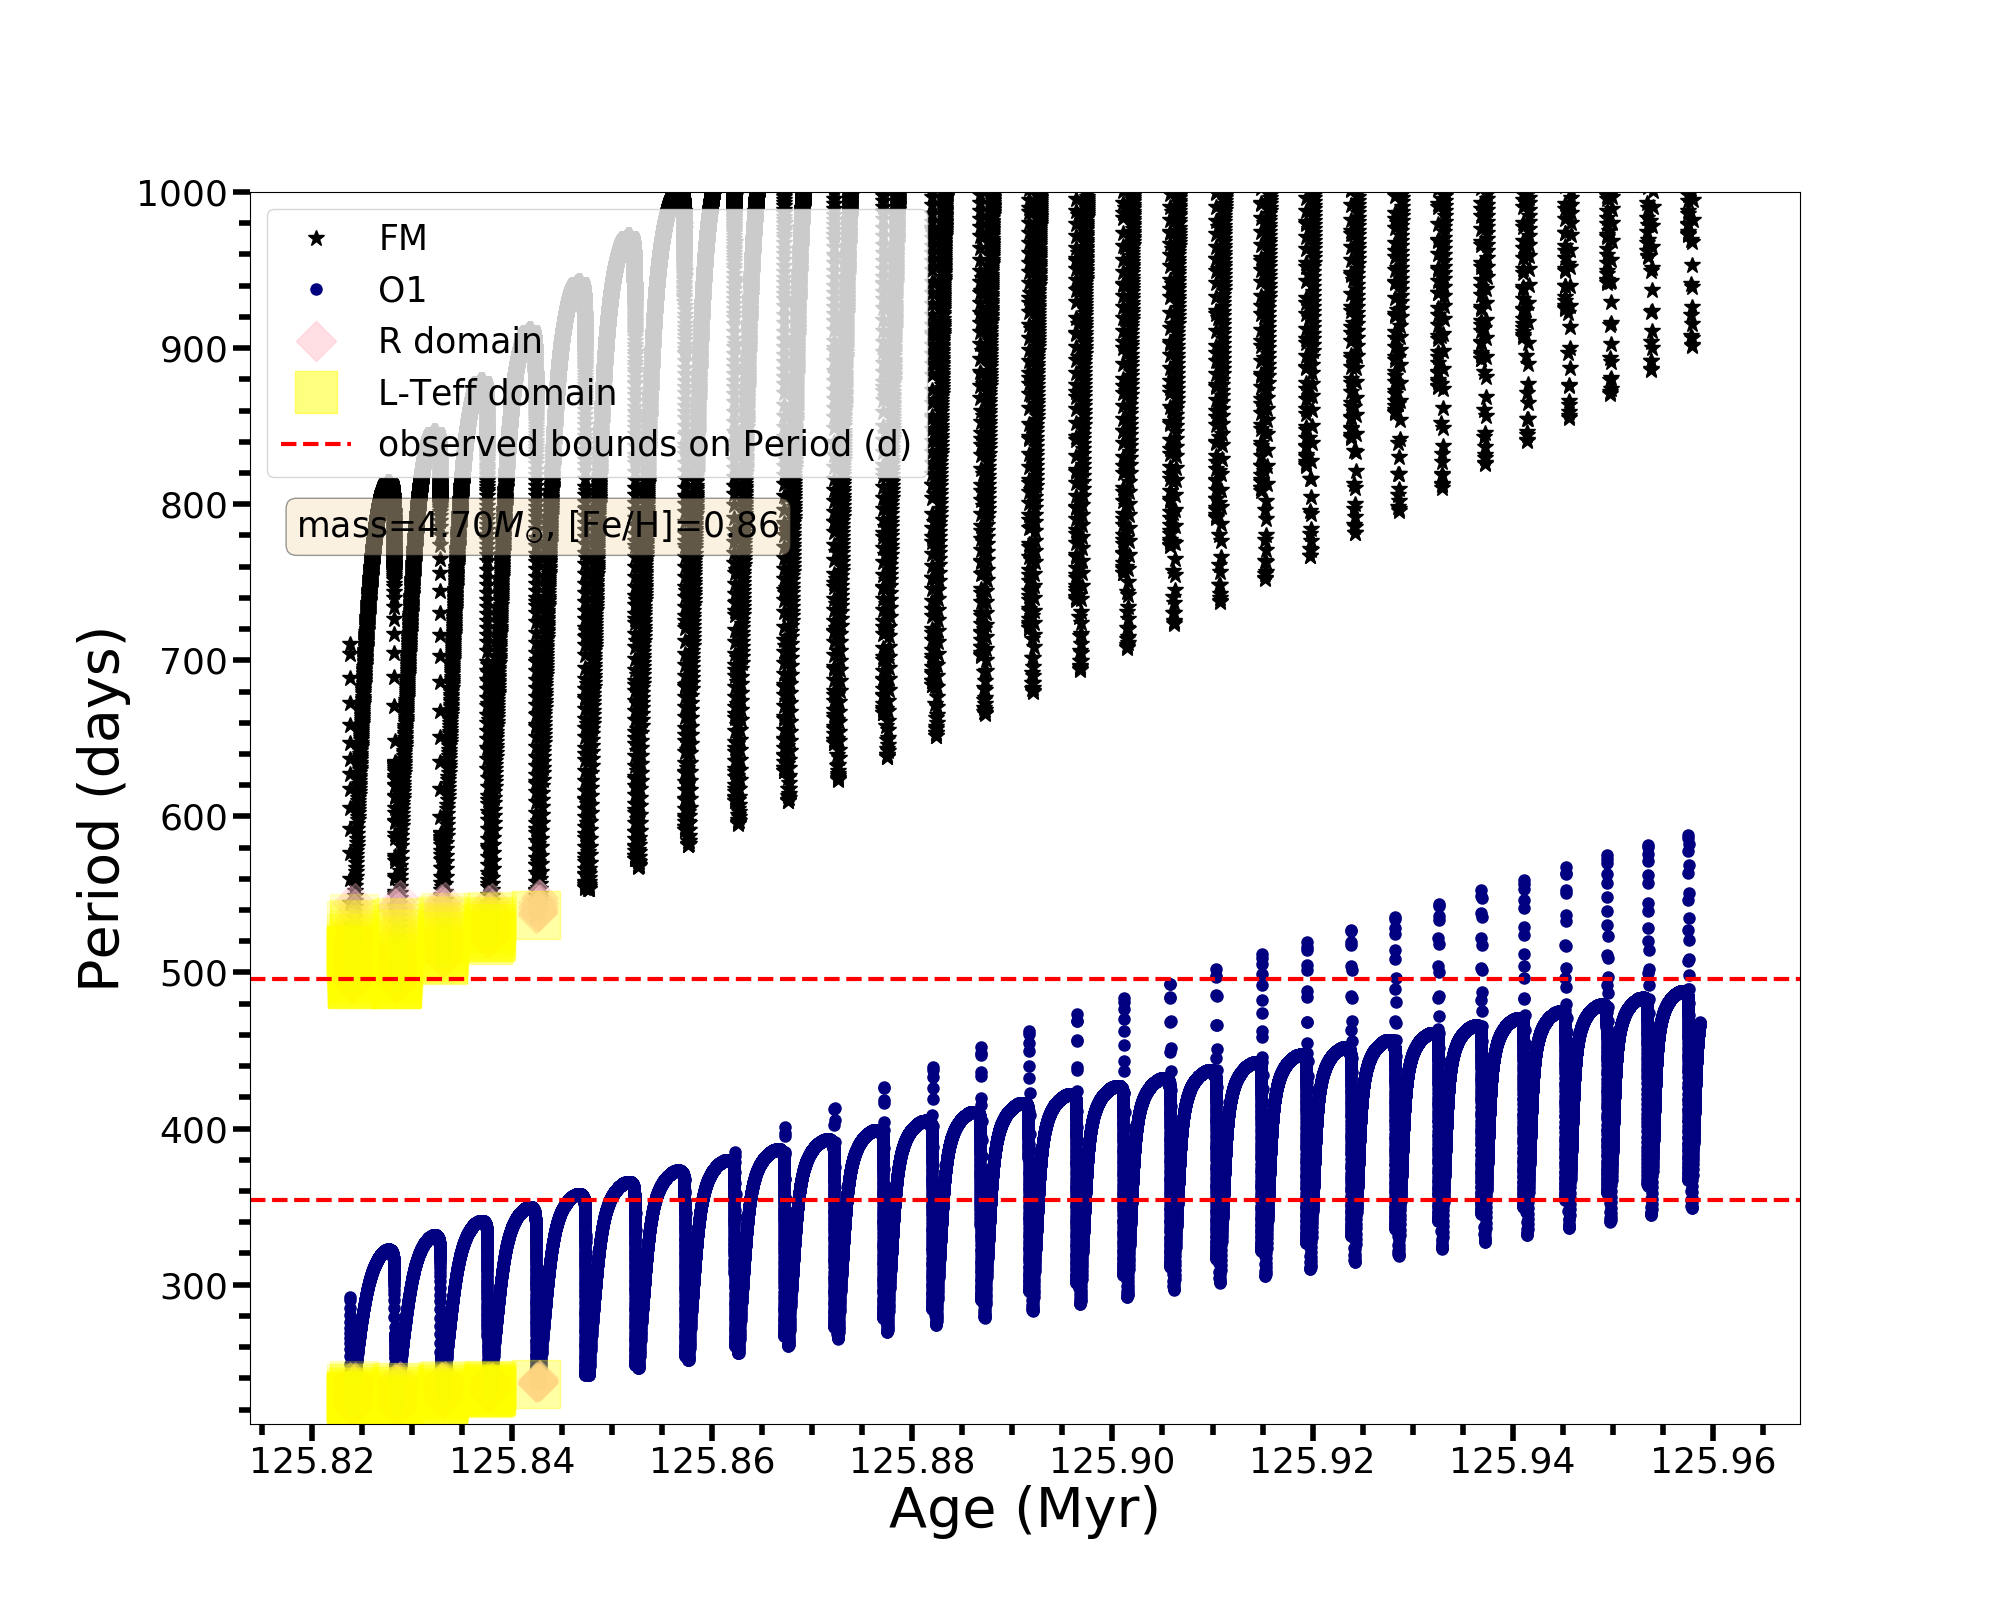 FM
O1
R domain
L-Teff domain
observed bounds on Period (d)
mass=4.70M☉, [Fe/H]=0.86
Period (days)
1000
900
800
700
600
500
400
300
125.82 125.84 125.86 125.88 125.90 125.92 125.94 125.96
Age (Myr)